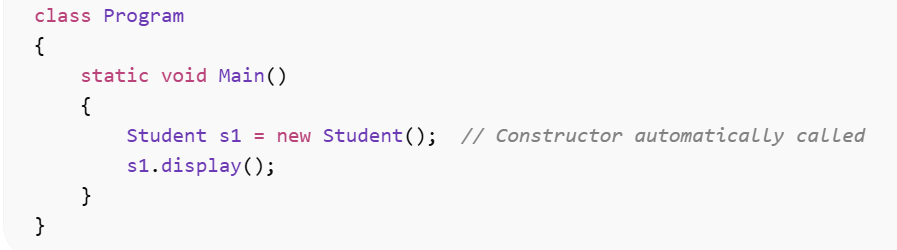 class Program
{
    static void Main()
    {
        Student s1 = new Student();  // Constructor automatically called
        s1.display();
    }
}